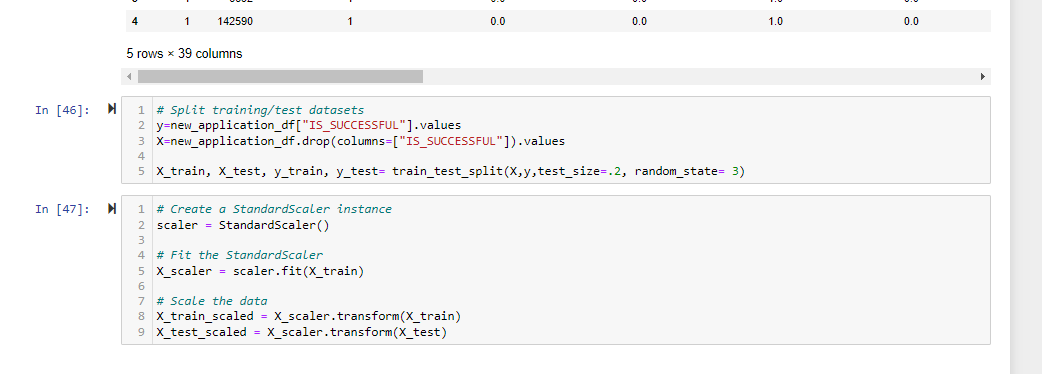 4 1 142590 1 0.0 0.0 1.0 0.0
5 rows × 39 columns
In [46]:
1 # Split training/test datasets
2 y=new_application_df["IS_SUCCESSFUL"].values
3 X=new_application_df.drop(columns=["IS_SUCCESSFUL"]).values
4
5 X_train, X_test, y_train, y_test= train_test_split(X,y,test_size=.2, random_state= 3)
In [47]:
1 # Create a StandardScaler instance
2 scaler = StandardScaler()
3
4 # Fit the StandardScaler
5 X_scaler = scaler.fit(X_train)
6
7 # Scale the data
8 X_train_scaled = X_scaler.transform(X_train)
9 X_test_scaled = X_scaler.transform(X_test)